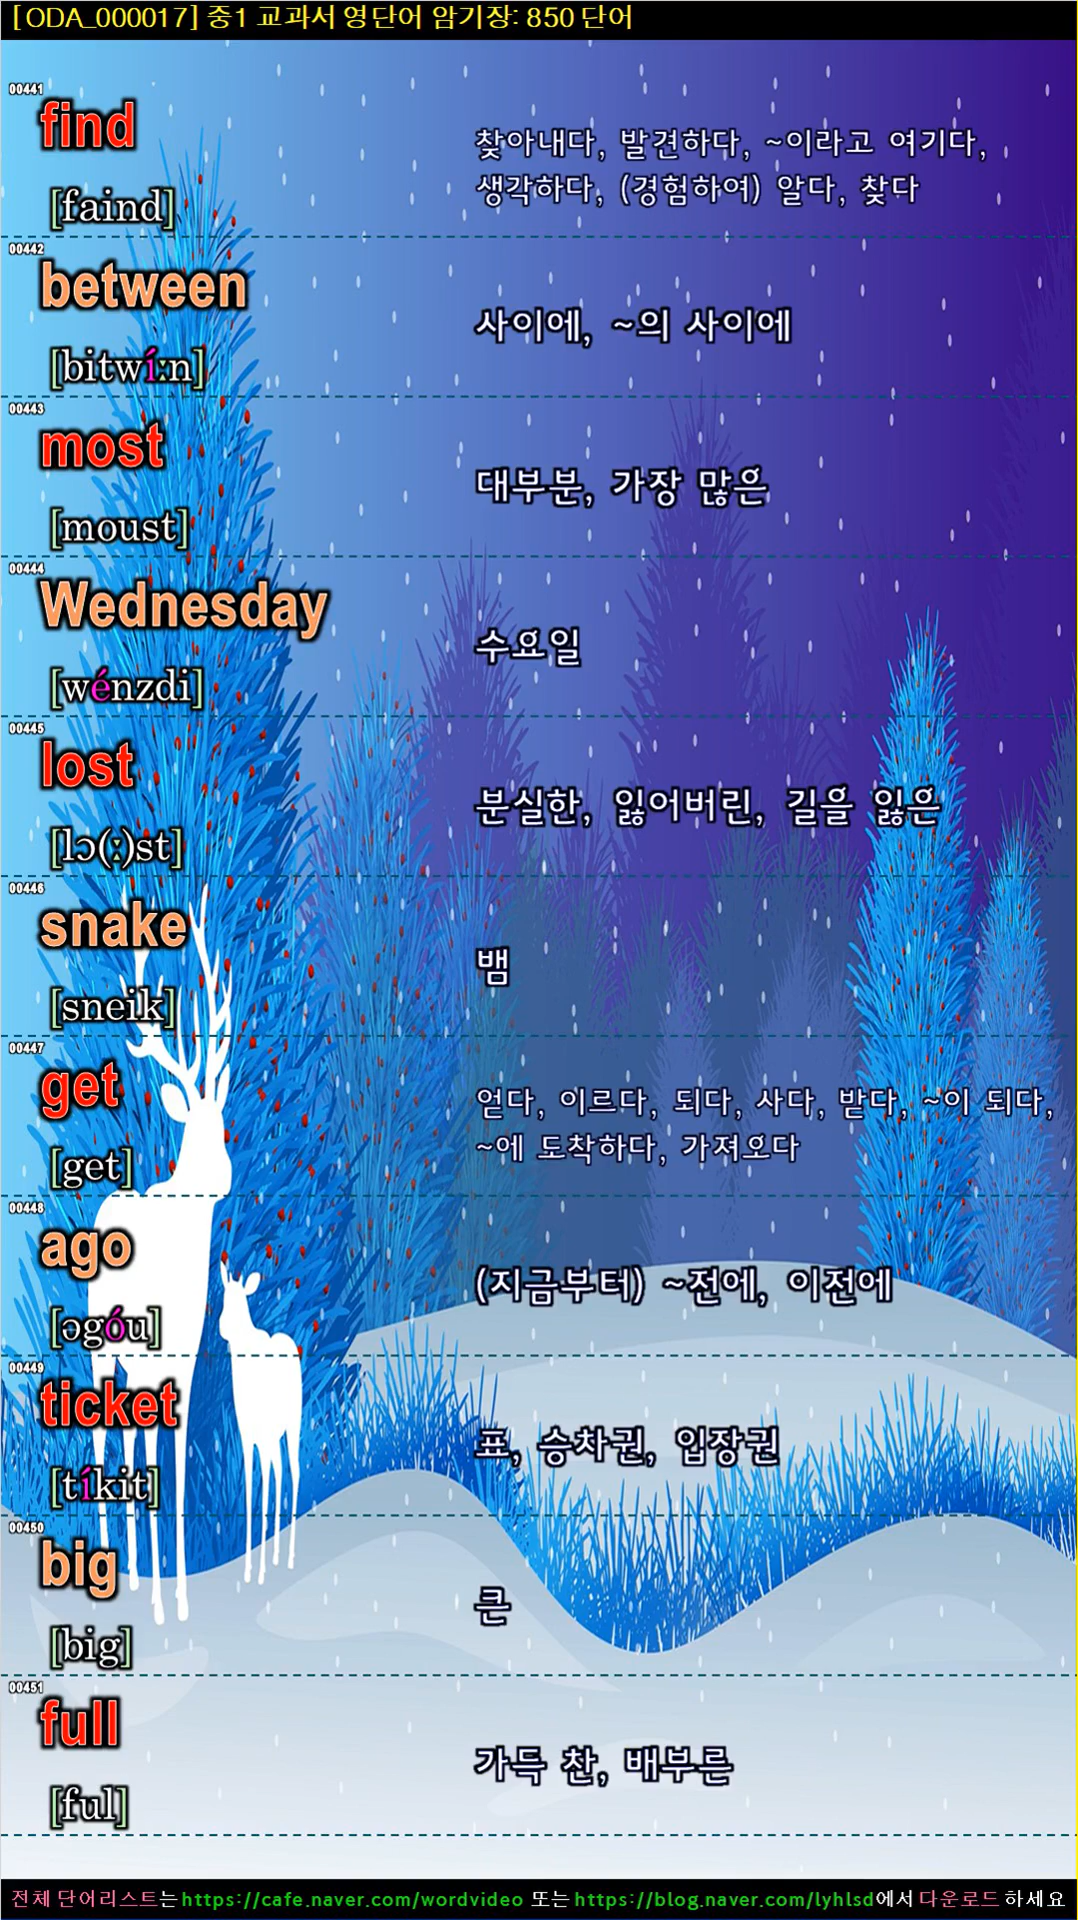 [ODA_000017] 중1 교과서 영단어 암기장: 850 단어
00441
find
[faind]
찾아내다, 발견하다, ~이라고 여기다,
생각하다, (경험하여) 알다, 찾다
00442
between
[bitwíːn]
사이에, ~의 사이에
00443
most
[moust]
대부분, 가장 많은
00444
Wednesday
[wénzdi]
수요일
00445
lost
[lɔ(ː)st]
분실한, 잃어버린, 길을 잃은
00446
snake
[sneik]
뱀
00447
get
[get]
얻다, 이르다, 되다, 사다, 받다, ~이 되다,
~에 도착하다, 가져오다
00448
ago
[əgóu]
(지금부터) ~전에, 이전에
00449
ticket
[tíkit]
표, 승차권, 입장권
00450
big
[big]
큰
00451
full
[ful]
가득 찬, 배부른
전체 단어리스트는 https://cafe.naver.com/wordvideo 또는 https://blog.naver.com/lyhlsd에서 다운로드 하세요